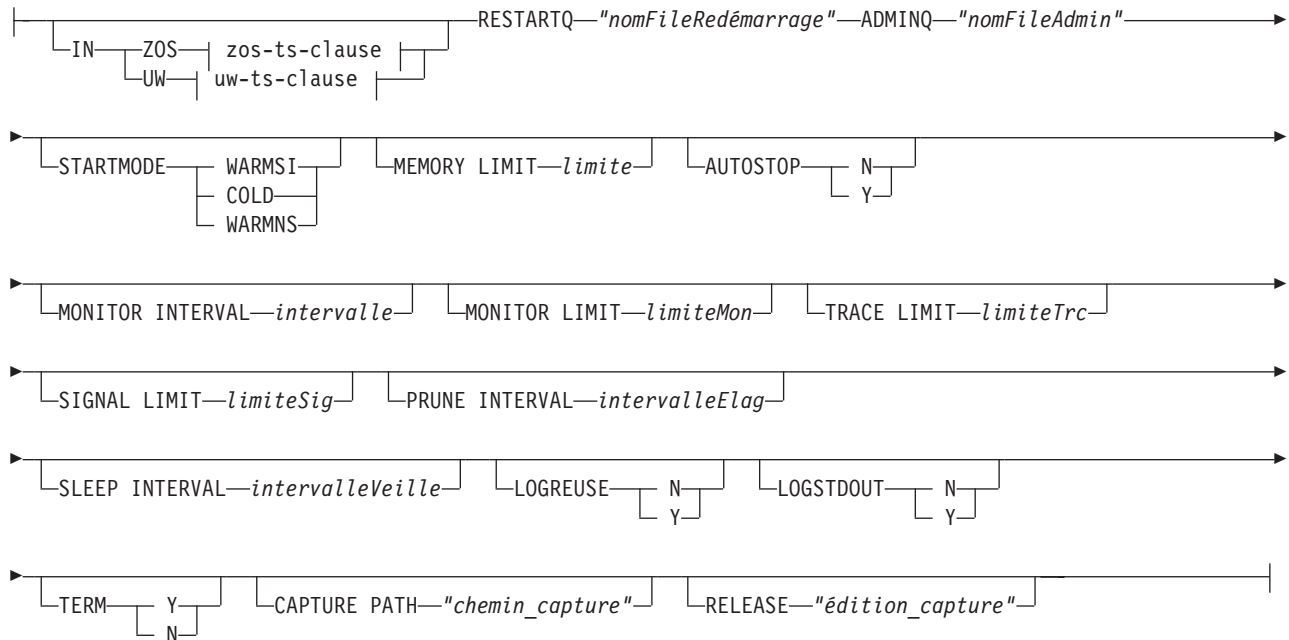 RESTARTQ "nomFileRedémarrage" ADMINQ "nomFileAdmin"
IN ZOS zos-ts-clause
UW uw-ts-clause
STARTMODE WARMSI MEMORY LIMIT limite AUTOSTOP N
COLD Y
WARMNS
MONITOR INTERVAL intervalle MONITOR LIMIT limiteMon TRACE LIMIT limiteTrc
SIGNAL LIMIT limiteSig PRUNE INTERVAL intervalleElag
SLEEP INTERVAL intervalleVeille LOGREUSE N LOGSTDOUT N
Y Y
TERM Y CAPTURE PATH "chemin_capture" RELEASE "édition_capture"
N